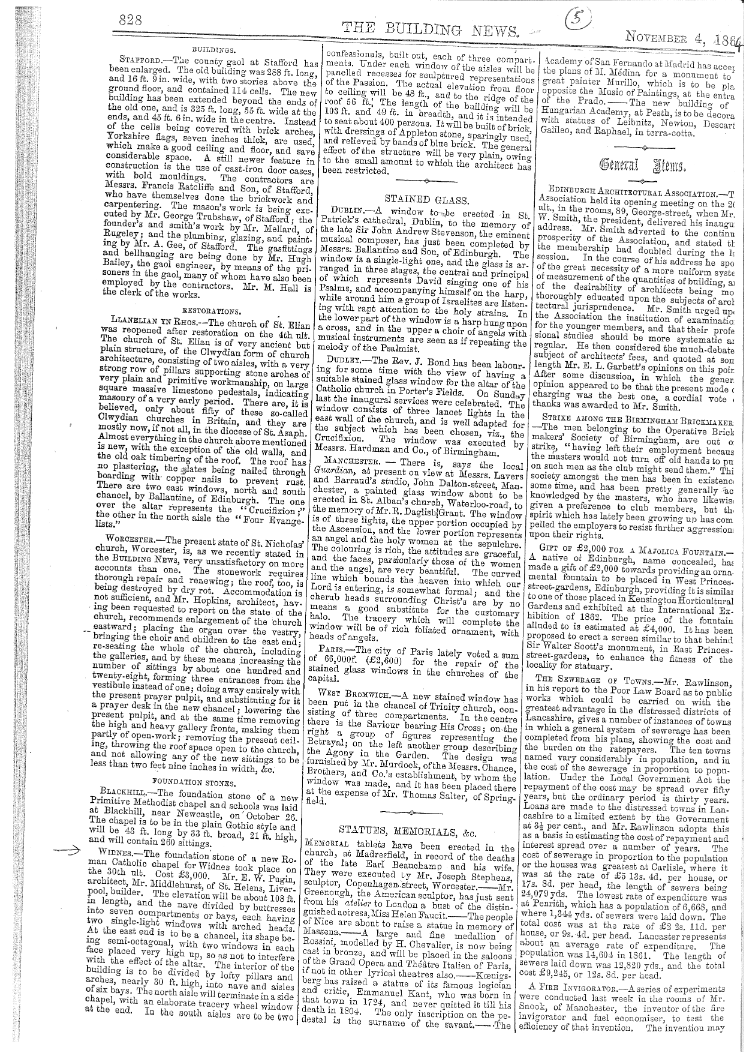 828
THE BUILDING NEWS.
5
NOVEMBER 4, 1864
BUILDINGS.
STAFFORD.—The county gaol at Stafford has
been enlarged. The old building was 288 ft. long,
and 16 ft. 9 in. wide, with two stories above the
ground floor, and contained 114 cells. The new
building has been extended beyond the ends of
the old one, and is 325 ft. long, 55 ft. wide at the
ends, and 45 ft. 6 in. wide in the centre. Instead
of the cells being covered with brick arches,
Yorkshire flags, seven inches thick, are used,
which make a good ceiling and floor, and save
considerable space. A still newer feature in
construction is the use of cast-iron door cases,
with bold mouldings. The contractors are
Messrs. Francis Ratcliffe and Son, of Stafford,
who have themselves done the brickwork and
carpentering. The mason's work is being exe-
cuted by Mr. George Trubshaw, of Stafford; the
founder's and smith's work by Mr. Mellard, of
Rugeley; and the plumbing, glazing, and paint-
ing by Mr. A. Gee, of Stafford. The gasfittings
and bellhanging are being done by Mr. Hugh
Bailey, the gaol engineer, by means of the pri-
soners in the gaol, many of whom have also been
employed by the contractors. Mr. M. Hall is
the clerk of the works.
RESTORATIONS.
LLANELIAN YN RHOS.—The church of St. Elian
was reopened after restoration on the 4th ult.
The church of St. Elian is of very ancient but
plain structure, of the Clwydian form of church
architecture, consisting of two aisles, with a very
strong row of pillars supporting stone arches of
very plain and primitive workmanship, on large
square massive limestone pedestals, indicating
masonry of a very early period. There are, it is
believed, only about fifty of these so-called
Clwydian churches in Britain, and they are
mostly now, if not all, in the diocese of St. Asaph.
Almost everything in the church above mentioned
is new, with the exception of the old walls, and
the old oak timbering of the roof. The roof has
no plastering, the slates being nailed through
boarding with copper nails to prevent rust.
There are two east windows, north and south
chancel, by Ballantine, of Edinburgh. The one
over the altar represents the "Crucifixion;"
the other in the north aisle the "Four Evange-
lists."
WORCESTER.—The present state of St. Nicholas'
church, Worcester, is, as we recently stated in
the BUILDING NEWS, very unsatisfactory on more
accounts than one. The stonework requires
thorough repair and renewing; the roof, too, is
being destroyed by dry rot. Accommodation is
not sufficient, and Mr. Hopkins, architect, hav-
ing been requested to report on the state of the
church, recommends enlargement of the church
eastward; placing the organ over the vestry,
bringing the choir and children to the east end;
re-seating the whole of the church, including
the galleries, and by these means increasing the
number of sittings by about one hundred and
twenty-eight, forming three entrances from the
vestibule instead of one; doing away entirely with
the present prayer pulpit, and substituting for it
a prayer desk in the new chancel; lowering the
present pulpit, and at the same time removing
the high and heavy gallery fronts, making them
partly of open-work; removing the present ceil-
ing, throwing the roof space open to the church,
and not allowing any of the new sittings to be
less than two feet nine inches in width, &c.
FOUNDATION STONES.
BLACKHILL.—The foundation stone of a new
Primitive Methodist chapel and schools was laid
at Blackhill, near Newcastle, on October 26.
The chapel is to be in the plain Gothic style and
will be 43 ft. long by 33 ft. broad, 21 ft. high,
and will contain 260 sittings.
WIDNES.—The foundation stone of a new Ro-
man Catholic chapel for Widnes took place on
the 30th ult. Cost £3,000. Mr. E. W. Pugin,
architect, Mr. Middlehurst, of St. Helens, Liver-
pool, builder. The elevation will be about 103 ft.
in length, and the nave divided by buttresses
into seven compartments or bays, each having
two single-light windows with arched heads.
At the east end is to be a chancel, its shape be-
ing semi-octagonal, with two windows in each
face placed very high up, so as not to interfere
with the effect of the altar. The interior of the
building is to be divided by lofty pillars and
arches, nearly 30 ft. high, into nave and aisles
of six bays. The north aisle will terminate in a side
chapel, with an elaborate tracery wheel window
at the end. In the south aisles are to be two
confessionals, built out, each of three compart-
ments. Under each window of the aisles will be
panelled recesses for sculptured representations
of the Passion. The actual elevation from floor
to ceiling will be 48 ft., and to the ridge of the
roof 56 ft. The length of the building will be
103 ft. and 49 ft. in breadth, and it is intended
to seat about 400 persons. It will be built of brick,
with dressings of Appleton stone, sparingly used,
and relieved by bands of blue brick. The general
effect of the structure will be very plain, owing
to the small amount to which the architect has
been restricted.
STAINED GLASS.
DUBLIN.—A window to be erected in St.
Patrick's cathedral, Dublin, to the memory of
the late Sir John Andrew Stevenson, the eminent
musical composer, has just been completed by
Messrs. Ballantine and Son, of Edinburgh. The
window is a single-light one, and the glass is ar-
ranged in three stages, the central and principal
of which represents David singing one of his
Psalms, and accompanying himself on the harp,
while around him a group of Israelites are listen-
ing with rapt attention to the holy strains. In
the lower part of the window is a harp hung upon
a cross, and in the upper a choir of angels with
musical instruments are seen as if repeating the
melody of the Psalmist.
DUDLEY.—The Rev. J. Bond has been labour-
ing for some time with the view of having a
suitable stained glass window for the altar of the
Catholic church in Porter's Fields. On Sunday
last the inaugural services were celebrated. The
window consists of three lancet lights in the
east wall of the church, and is well adapted for
the subject which has been chosen, viz., the
Crucifixion. The window was executed by
Messrs. Hardman and Co., of Birmingham.
MANCHESTER. — There is, says the local
Guardian, at present on view at Messrs. Lavers
and Barraud's studio, John Dalton-street, Man-
chester, a painted glass window about to be
erected in St. Alban's church, Waterloo-road, to
the memory of Mr. R. Daglish Grant. The window
is of three lights, the upper portion occupied by
the Ascension, and the lower portion represents
an angel and the holy women at the sepulchre.
The colouring is rich, the attitudes are graceful,
and the faces, particularly those of the women
and the angel, are very beautiful. The curved
line which bounds the heaven into which our
Lord is entering, is somewhat formal; and the
cherub heads surrounding Christ's are by no
means a good substitute for the customary
halo. The tracery which will complete the
window will be of rich foliated ornament, with
heads of angels.
PARIS.—The city of Paris lately voted a sum
of 66,000f. (£2,600) for the repair of the
stained glass windows in the churches of the
capital.
WEST BROMWICH.—A new stained window has
been put in the chancel of Trinity church, con-
sisting of three compartments. In the centre
there is the Saviour bearing His Cross; on the
right a group of figures representing the
Betrayal; on the left another group describing
the Agony in the Garden. The design was
furnished by Mr. Murdock, of the Messrs. Chance,
Brothers, and Co.'s establishment, by whom the
window was made, and it has been placed there
at the expense of Mr. Thomas Salter, of Spring-
field.
STATUES, MEMORIALS, &c.
MEMORIAL tablets have been erected in the
church, at Madresfield, in record of the deaths
of the late Earl Beauchamp and his wife.
They were executed by Mr. Joseph Stephens,
sculptor, Copenhagen-street, Worcester.——Mr.
Greenough, the American sculptor, has just sent
from his atelier to London a bust of the distin-
guished actress, Miss Helen Faucit.——The people
of Nice are about to raise a statue in memory of
Massena.——A large and fine medallion of
Rossini, modelled by H. Chevalier, is now being
cast in bronze, and will be placed in the saloons
of the Grand Opera and Théâtre Italien of Paris,
if not in other lyrical theatres also.——Kœnigs-
berg has raised a statue of its famous logician
and critic, Emmanuel Kant, who was born in
that town in 1724, and never quitted it till his
death in 1804. The only inscription on the pe-
destal is the surname of the savant.——The
Academy of San Fernando at Madrid has accep
the plans of M. Médina for a monument to
great painter Murillo, which is to be pla
opposite the Music of Paintings, at the entra
of the Prado.——The new building of
Hungarian Academy, at Pesth, is to be decora
with statues of Leibnitz, Newton, Descart
Galileo, and Raphael, in terra-cotta.
General Items.
EDINBURGH ARCHITECTURAL ASSOCIATION.—T
Association held its opening meeting on the 2
ult., in the rooms, 89, George-street, when Mr.
W. Smith, the president, delivered his inaugu
address. Mr. Smith adverted to the continu
prosperity of the Association, and stated th
the membership had doubled during the l
session. In the course of his address he spo
of the great necessity of a more uniform syste
of measurement of the quantities of building, a
of the desirability of architects being mo
thoroughly educated upon the subjects of arc
tectural jurisprudence. Mr. Smith urged up
the Association the institution of examinatio
for the younger members, and that their profe
sional studies should be more systematic a
regular. He then considered the much-debate
subject of architects' fees, and quoted at som
length Mr. E. L. Garbett's opinions on this poin
After some discussion, in which the gener
opinion appeared to be that the present mode o
charging was the best one, a cordial vote
thanks was awarded to Mr. Smith.
STRIKE AMONG THE BIRMINGHAM BRICKMAKER
—The men belonging to the Operative Brick
makers' Society of Birmingham, are out o
strike, "having left their employment becaus
the masters would not turn off old hands to pu
on such men as the club might send them." Thi
society amongst the men has been in existenc
some time, and has been pretty generally ac
knowledged by the masters, who have likewis
given a preference to club members, but th
spirit which has lately been growing up has com
pelled the employers to resist further aggression
upon their rights.
GIFT OF £2,000 FOR A MAJOLICA FOUNTAIN.—
A native of Edinburgh, name concealed, has
made a gift of £2,000 towards providing an orna-
mental fountain to be placed in West Princes-
street-gardens, Edinburgh, providing it is similar
to one of those placed in Kensington Horticultural
Gardens and exhibited at the International Ex-
hibition of 1862. The price of the fountain
alluded to is estimated at £4,000. It has been
proposed to erect a screen similar to that behind
Sir Walter Scott's monument, in East Princes-
street-gardens, to enhance the fitness of the
locality for statuary.
THE SEWERAGE OF TOWNS.—Mr. Rawlinson,
in his report to the Poor Law Board as to public
works which could be carried on with the
greatest advantage in the distressed districts of
Lancashire, gives a number of instances of towns
in which a general system of sewerage has been
completed from his plans, showing the cost and
the burden on the ratepayers. The ten towns
named vary considerably in population, and in
the cost of the sewerage in proportion to popu-
lation. Under the Local Government Act the
repayment of the cost may be spread over fifty
years, but the ordinary period is thirty years.
Loans are made to the distressed towns in Lan-
cashire to a limited extent by the Government
at 3½ per cent., and Mr. Rawlinson adopts this
as a basis in estimating the cost of repayment and
interest spread over a number of years. The
cost of sewerage in proportion to the population
or the houses was greatest at Carlisle, where it
was at the rate of £5 13s. 4d. per house, or
17s. 3d. per head, the length of sewers being
24,079 yds. The lowest rate of expenditure was
at Penrith, which has a population of 6,668, and
where 1,344 yds. of sewers were laid down. The
total cost was at the rate of £2 2s. 11d. per
house, or 9s. 4d. per head. Lancaster represents
about an average rate of expenditure. The
population was 14,604 in 1861. The length of
sewers laid down was 12,820 yds., and the total
cost £9,245, or 12s. 8d. per head.
A FIRE INVIGORATOR.—A series of experiments
were conducted last week in the rooms of Mr.
Snook, of Manchester, the inventor of the fire
invigorator and fuel economiser, to test the
efficiency of that invention. The invention may